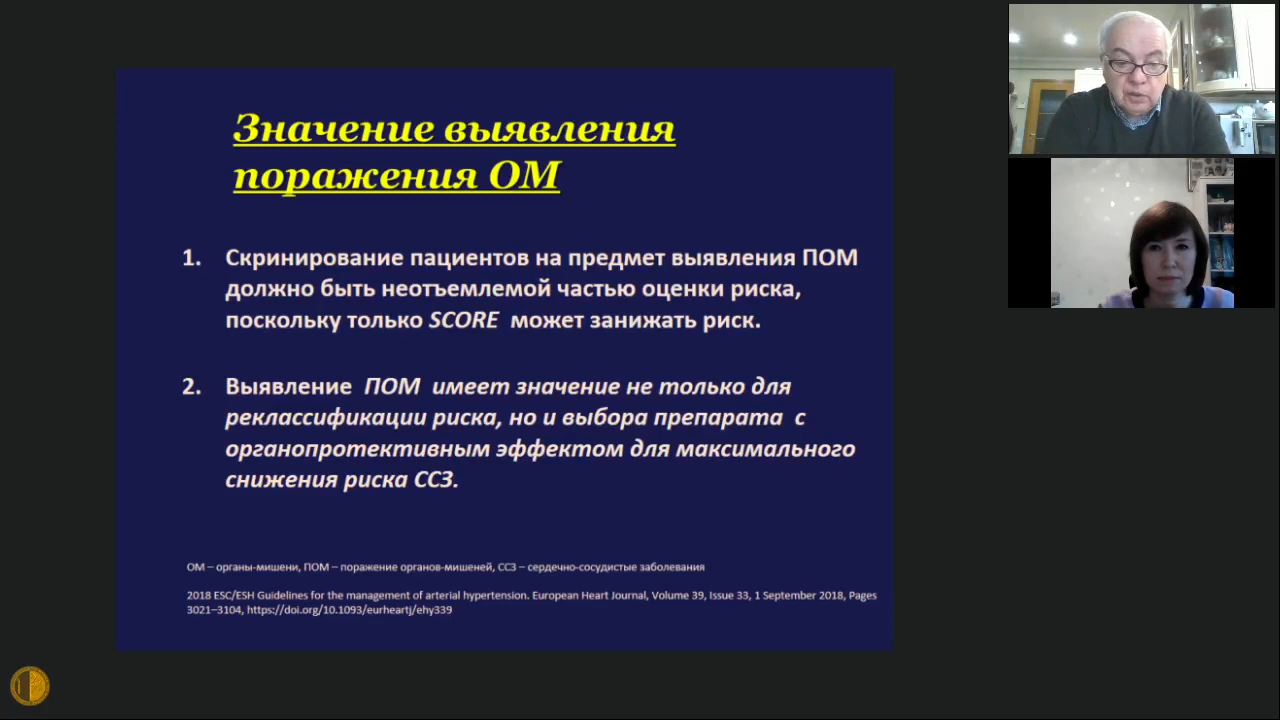 Значение выявления
поражения ОМ
1. Скринирование пациентов на предмет выявления ПОМ
должно быть неотъемлемой частью оценки риска,
поскольку только SCORE может занижать риск.
2. Выявление ПОМ имеет значение не только для
реклассификации риска, но и выбора препарата с
органопротективным эффектом для максимального
снижения риска ССЗ.
ОМ – органы-мишени, ПОМ – поражение органов-мишеней, ССЗ – сердечно-сосудистые заболевания
2018 ESC/ESH Guidelines for the management of arterial hypertension. European Heart Journal, Volume 39, Issue 33, 1 September 2018, Pages
3021–3104, https://doi.org/10.1093/eurheartj/ehy339